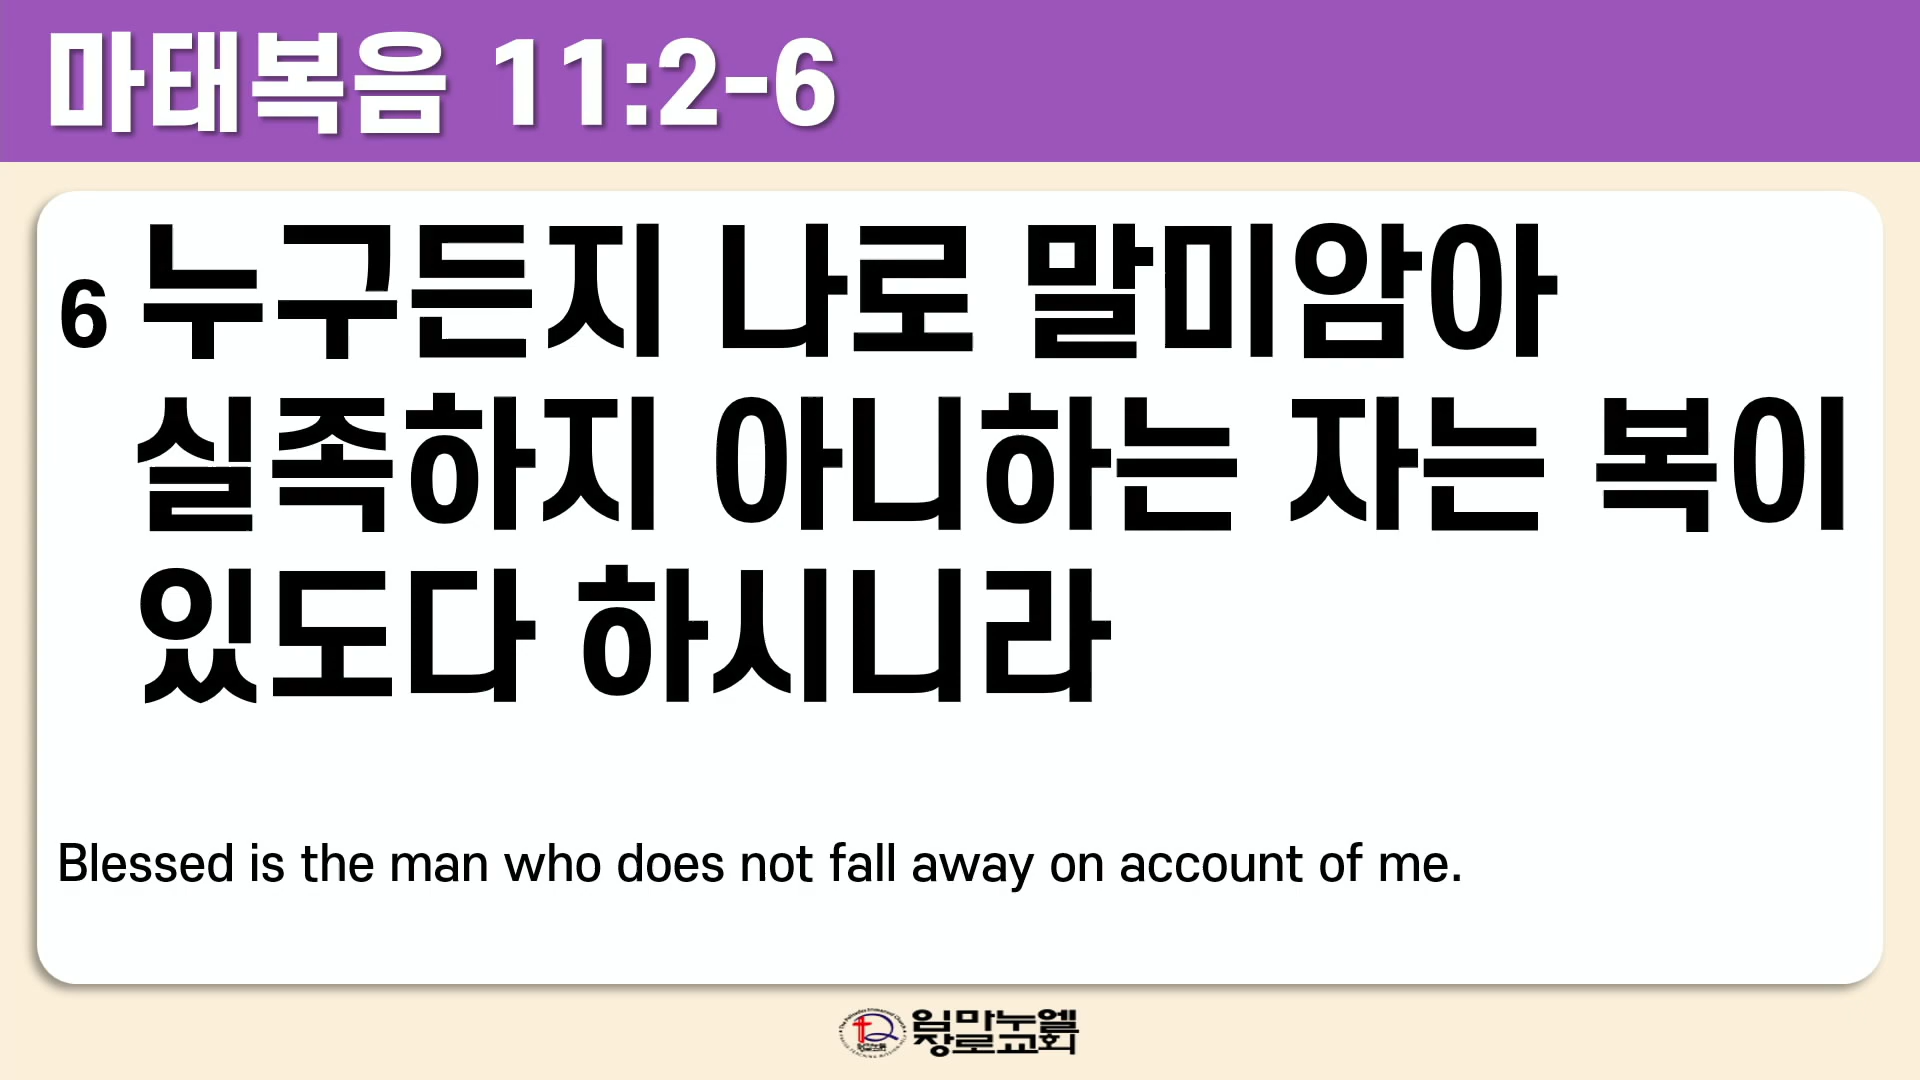 마태복음 11:2-6
6 누구든지 나로 말미암아
실족하지 아니하는 자는 복이
있도다 하시니라
Blessed is the man who does not fall away on account of me.
임마누엘
장로교회